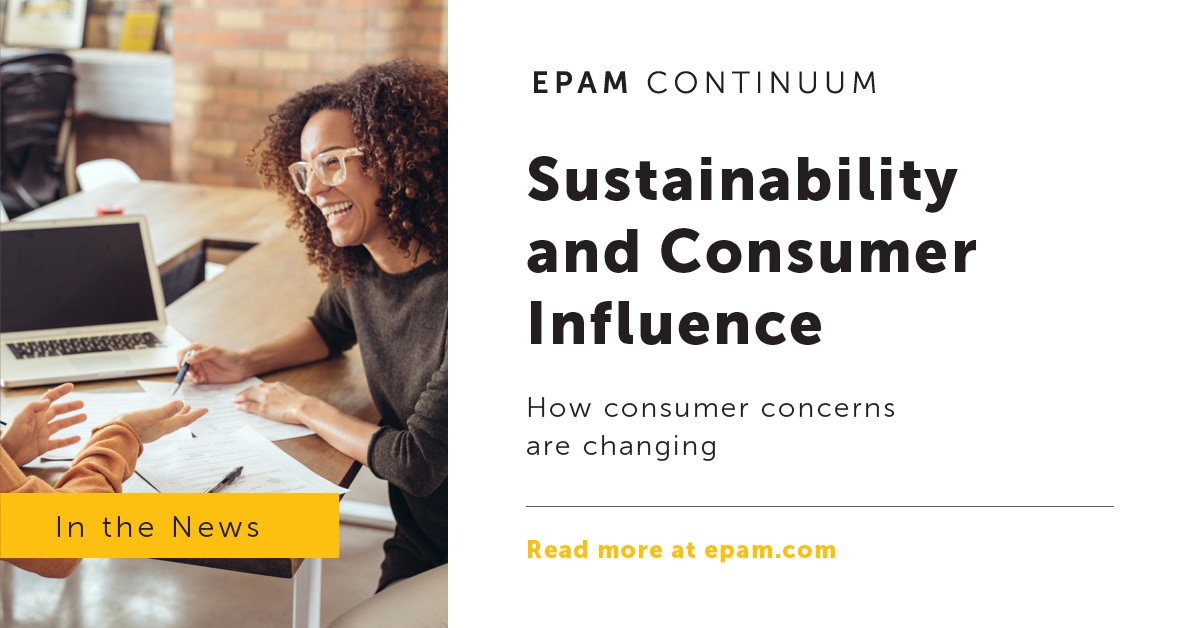 EPAM CONTINUUM
Sustainability
and Consumer
Influence
How consumer concerns
are changing
In the News
Read more at epam.com